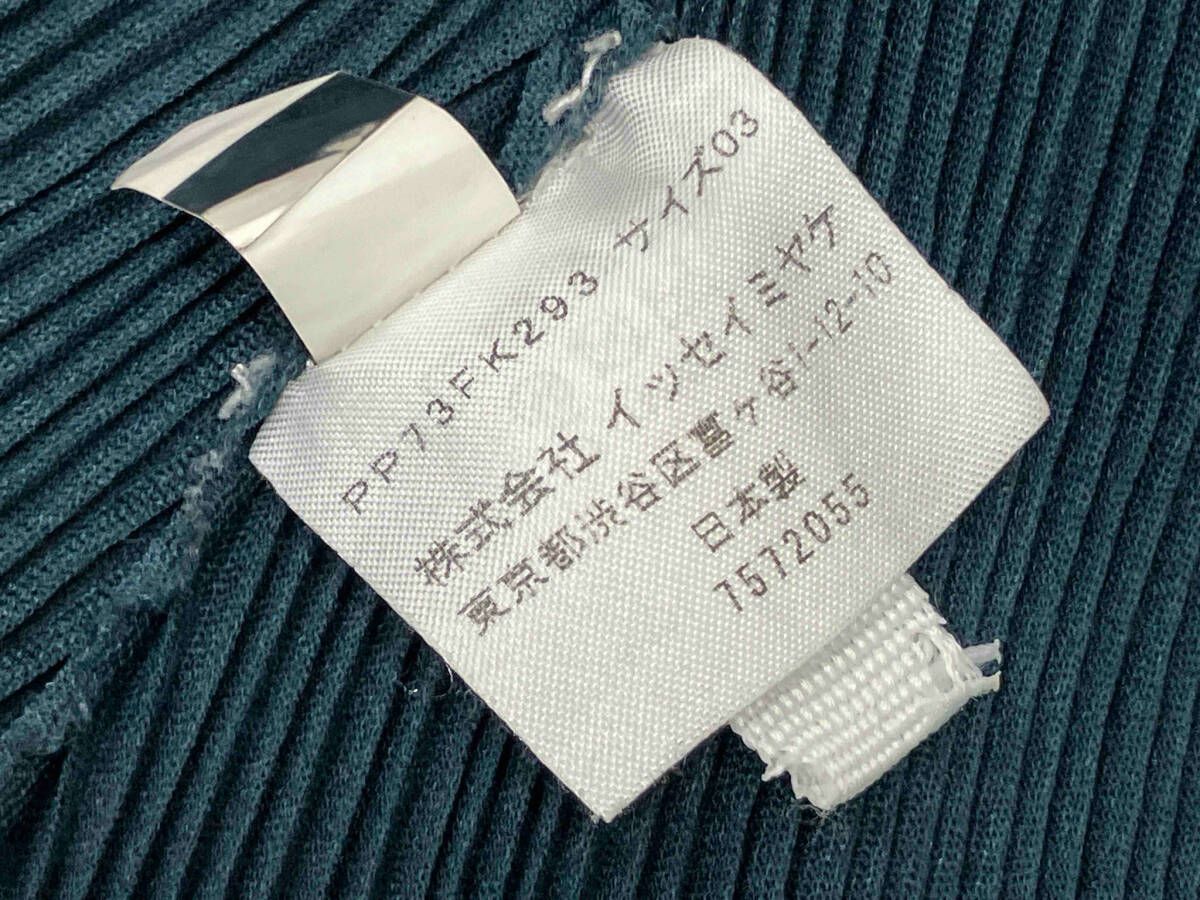 PP73FK293 サイズ03
株式会社 イッセイミヤケ
東京都渋谷区富ケ谷1-12-10
日本製
7572055